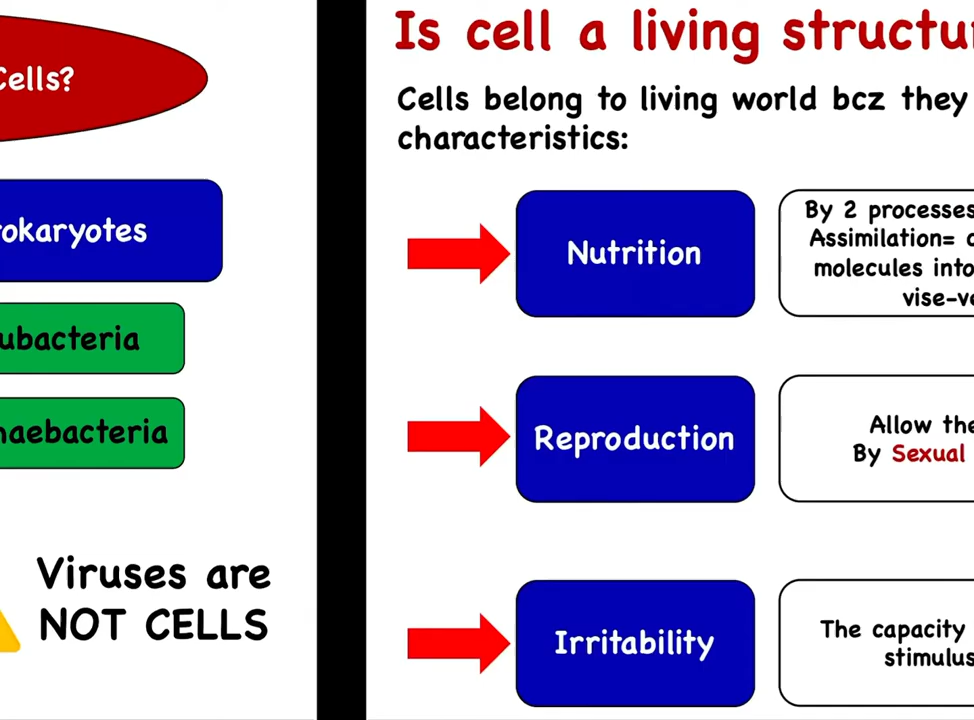 Cells?
okaryotes
ubacteria
haebacteria
Viruses are
NOT CELLS
Is cell a living structu
Cells belong to living world bcz they
characteristics:
Nutrition
By 2 processes
Assimilation=
molecules into
vise-ve
Reproduction
Allow the
By Sexual
Irritability
The capacity
stimulus